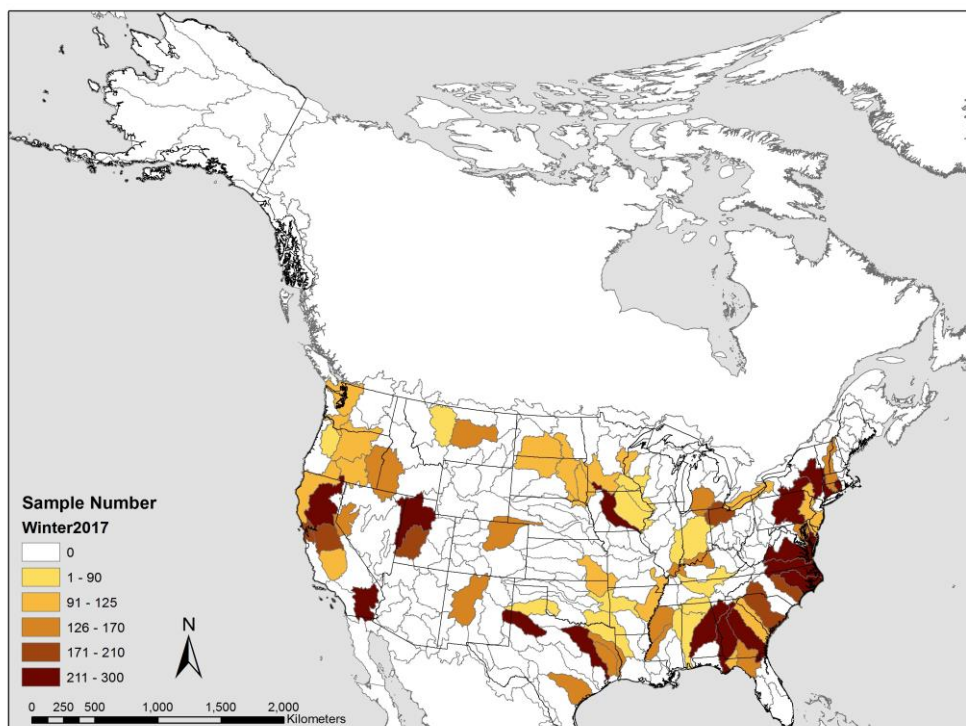 Sample Number
Winter2017
0
1 - 90
91 - 125
126 - 170
171 - 210
211 - 300
N
0 250 500 1,000 1,500 2,000
Kilometers